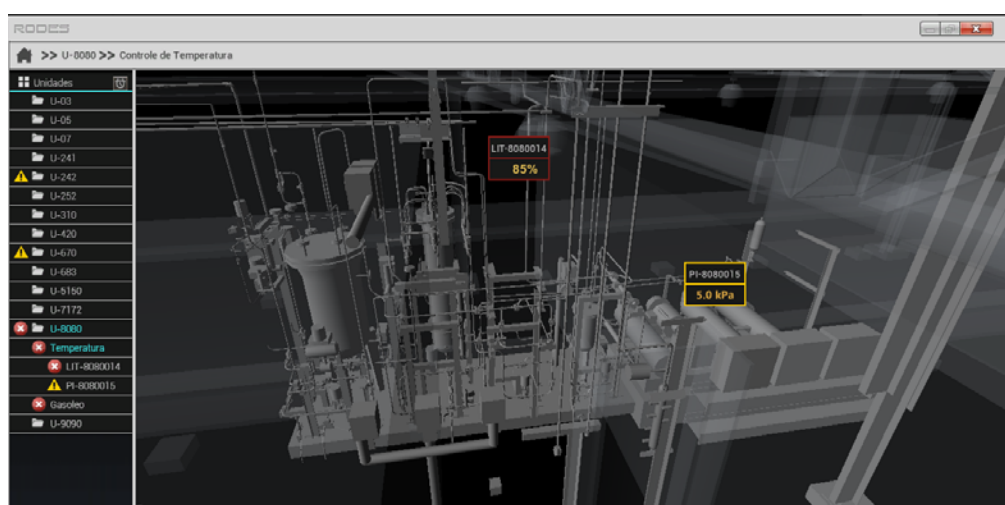 RODES
>> U-8080 >> Controle de Temperatura
Unidades
U-03
U-05
U-07
U-241
U-242
U-252
U-310
U-420
U-670
U-683
U-5150
U-7172
U-8080
Temperatura
LIT-8080014
PI-8080015
Gasoleo
U-9090
LIT-8080014
85%
PI-8080015
5.0 kPa